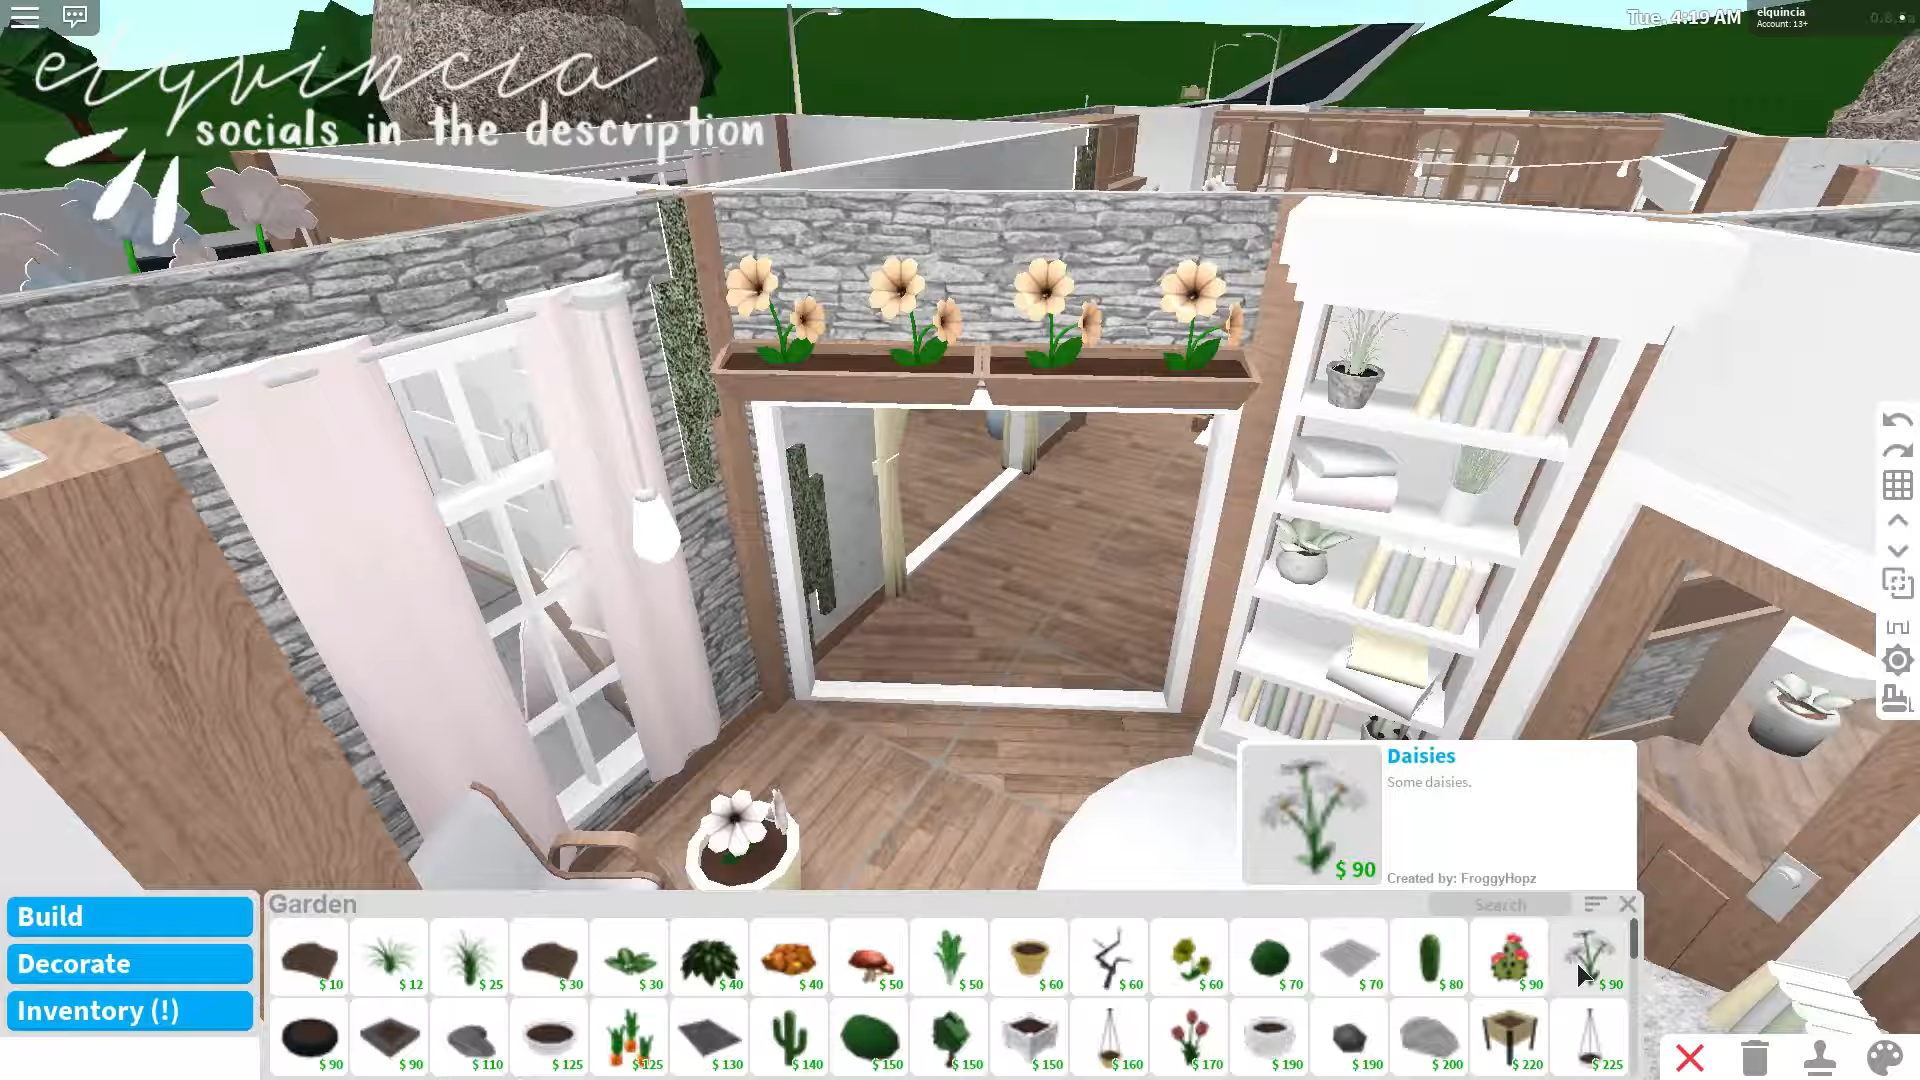 Tue. 4:19 AM
elquincia
Account: 13+
elquincia
socials in the description
Daisies
Some daisies.
$ 90
Created by: FroggyHopz
Build
Decorate
Inventory (!)
Garden
Search
$ 10
$ 12
$ 25
$ 30
$ 30
$ 40
$ 40
$ 50
$ 50
$ 60
$ 60
$ 60
$ 70
$ 70
$ 80
$ 90
$ 90
$ 90
$ 90
$ 110
$ 125
$ 125
$ 130
$ 140
$ 150
$ 150
$ 150
$ 160
$ 170
$ 190
$ 190
$ 200
$ 220
$ 225